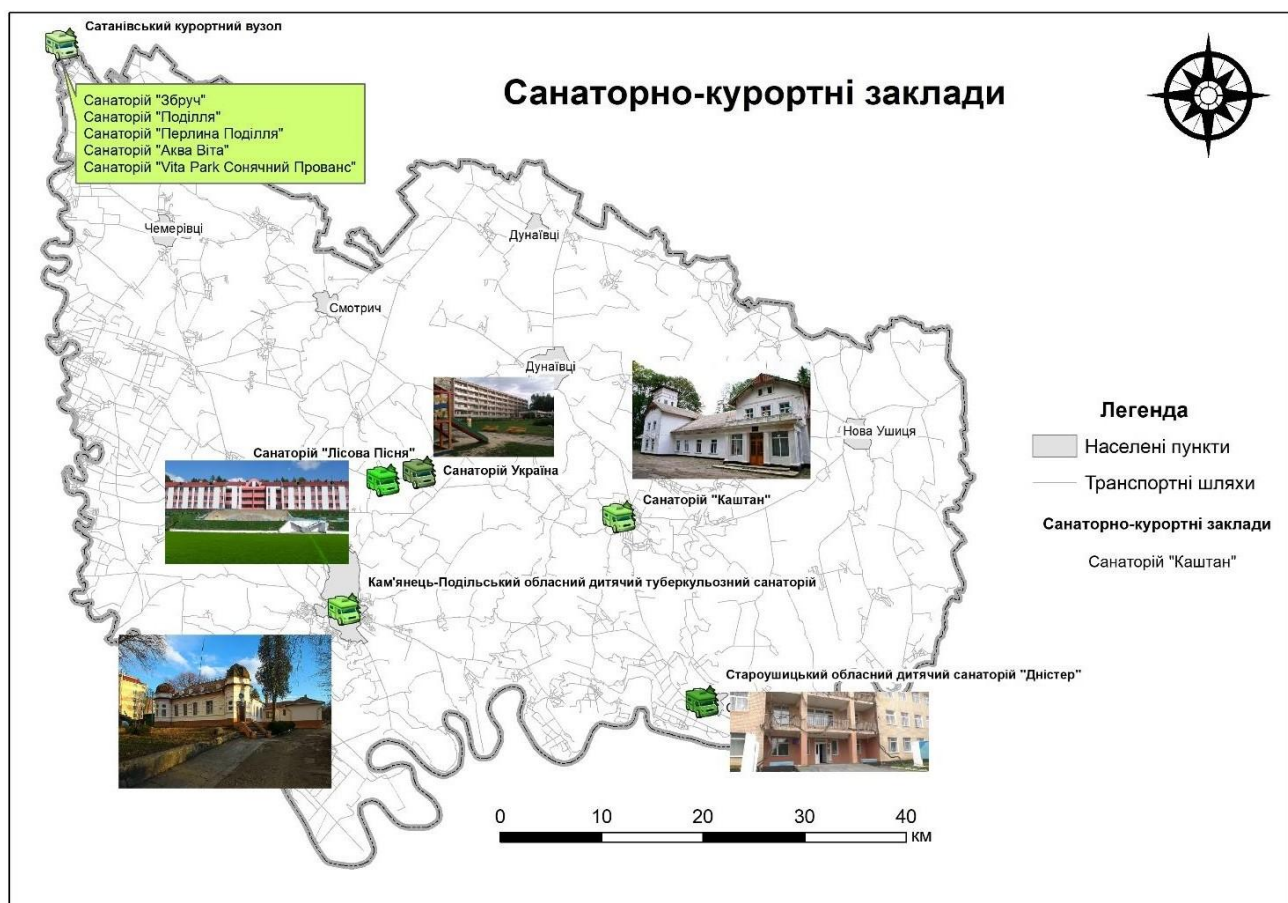 Сатанівський курортний вузол
Санаторно-курортні заклади
Санаторій "Збруч"
Санаторій "Поділля"
Санаторій "Перлина Поділля"
Санаторій "Аква Віта"
Санаторій "Vita Park Сонячний Прованс"
Чемерівці
Дунаївці
Смотрич
Дунаївці
Нова Ушиця
Санаторій "Лісова Пісня"
Санаторій Україна
Санаторій "Каштан"
Кам'янець-Подільський обласний дитячий туберкульозний санаторій
Староушицький обласний дитячий санаторій "Дністер"
Легенда
Населені пункти
Транспортні шляхи
Санаторно-курортні заклади
Санаторій "Каштан"
0 10 20 30 40
км